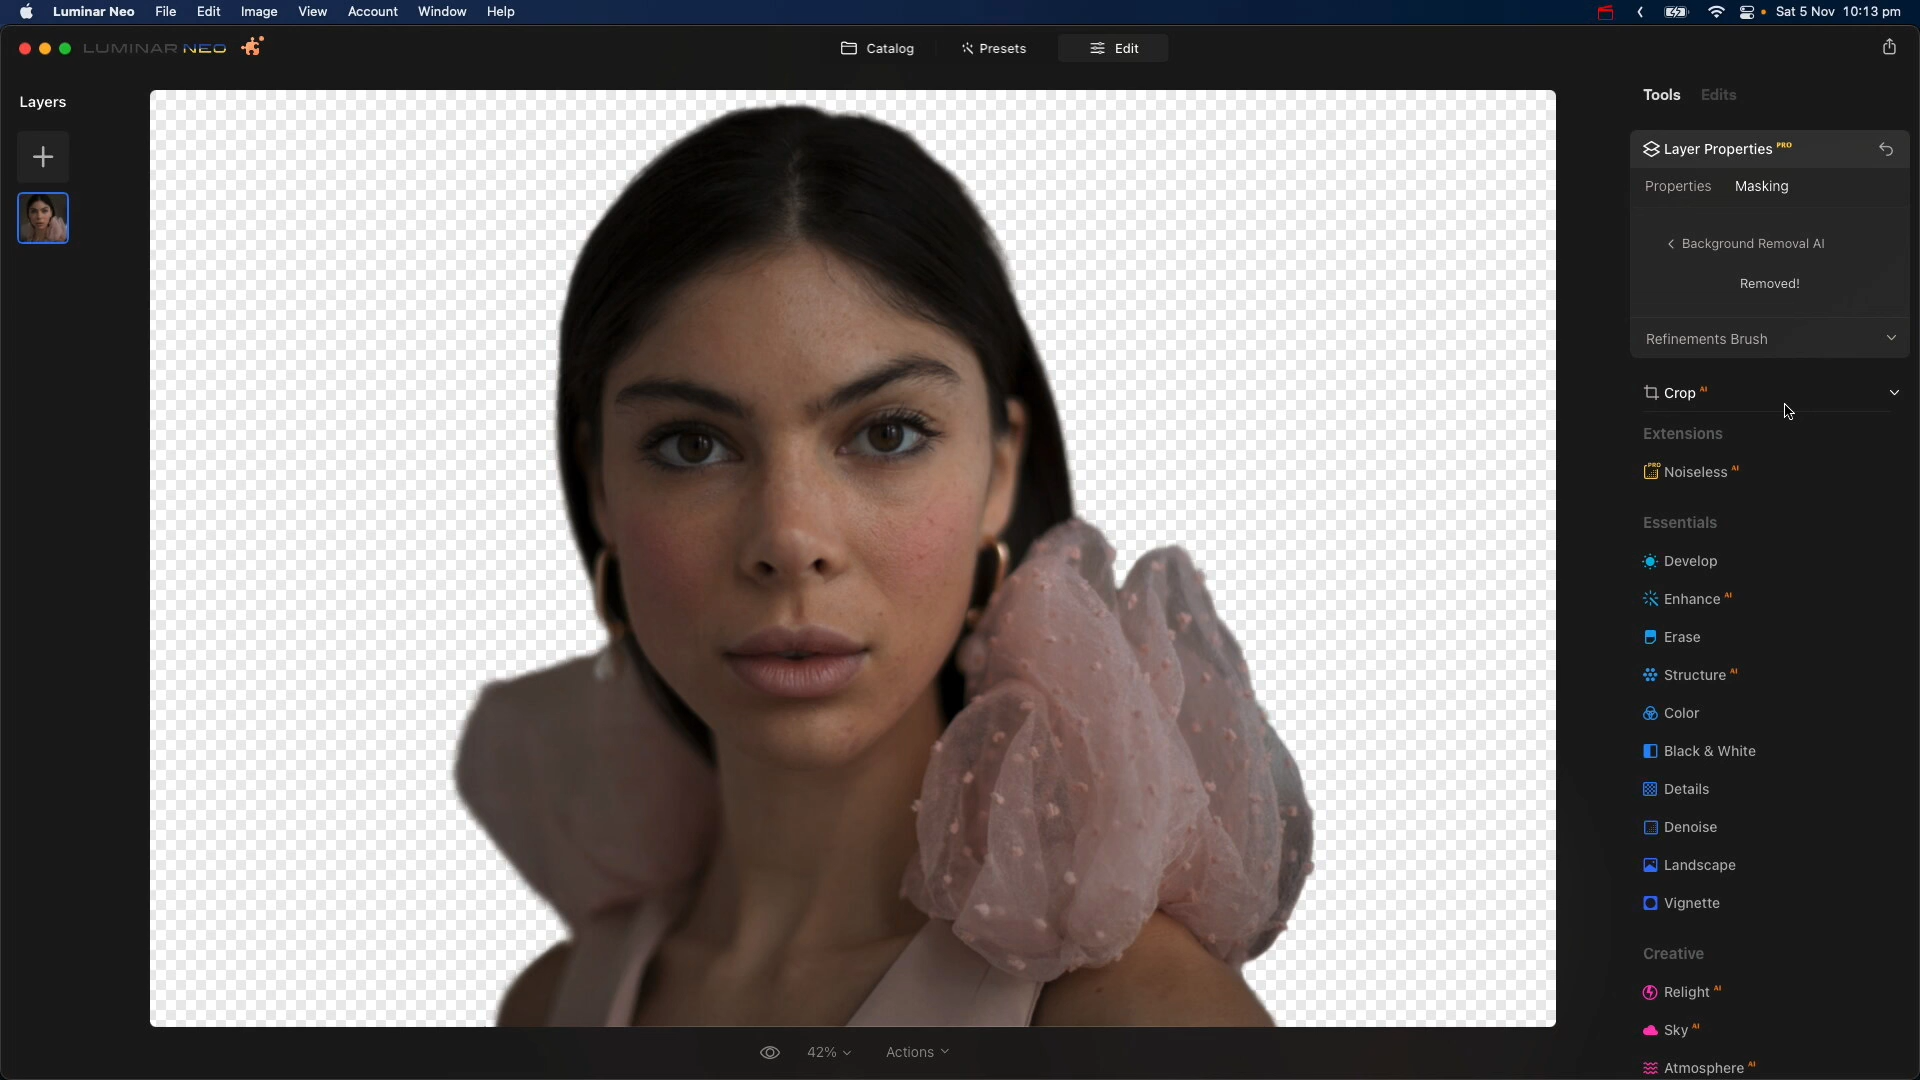 Luminar Neo File Edit Image View Account Window Help Sat 5 Nov 10:13 pm
LUMINAR NEO Catalog Presets Edit
Layers
Tools Edits
Layer Properties PRO
Properties Masking
Background Removal AI
Removed!
Refinements Brush
Crop AI
Extensions
PRO Noiseless AI
Essentials
Develop
Enhance AI
Erase
Structure AI
Color
Black & White
Details
Denoise
Landscape
Vignette
Creative
Relight AI
Sky AI
Atmosphere AI
42% Actions